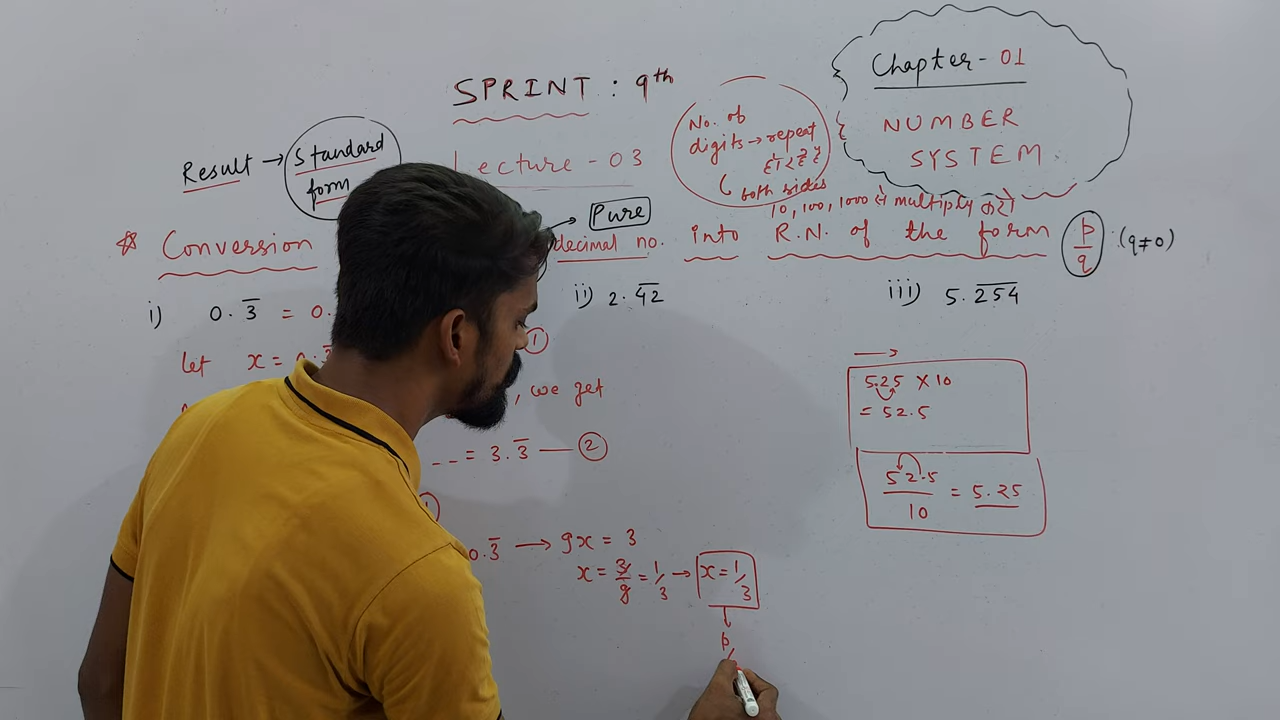 SPRINT : 9th
Chapter - 01
NUMBER
SYSTEM
Result → Standard
form
Lecture - 03
No. of
digits → repeat
both sides
10, 100, 1000 से multiply करो
Pure
Conversion
decimal no. into R.N. of the form p/q (q≠0)
i) 0.3̅ = 0.
ii) 2.4̅2̅
iii) 5.2̅5̅4̅
let x = 0.3̅
①
, we get
_ _ = 3.3̅ — ②
0.3̅ → 9x = 3
x = 3/9 = 1/3 → x = 1/3
p
5.25 × 10
= 52.5
52.5/10 = 5.25